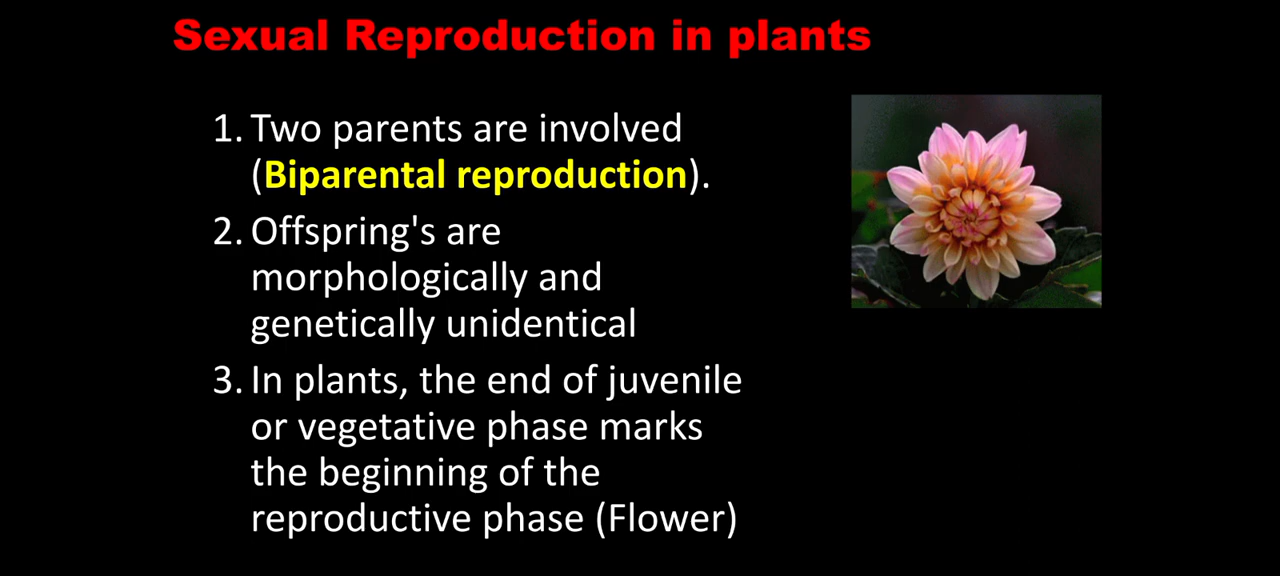 Sexual Reproduction in plants
1. Two parents are involved
(Biparental reproduction).
2. Offspring's are
morphologically and
genetically unidentical
3. In plants, the end of juvenile
or vegetative phase marks
the beginning of the
reproductive phase (Flower)